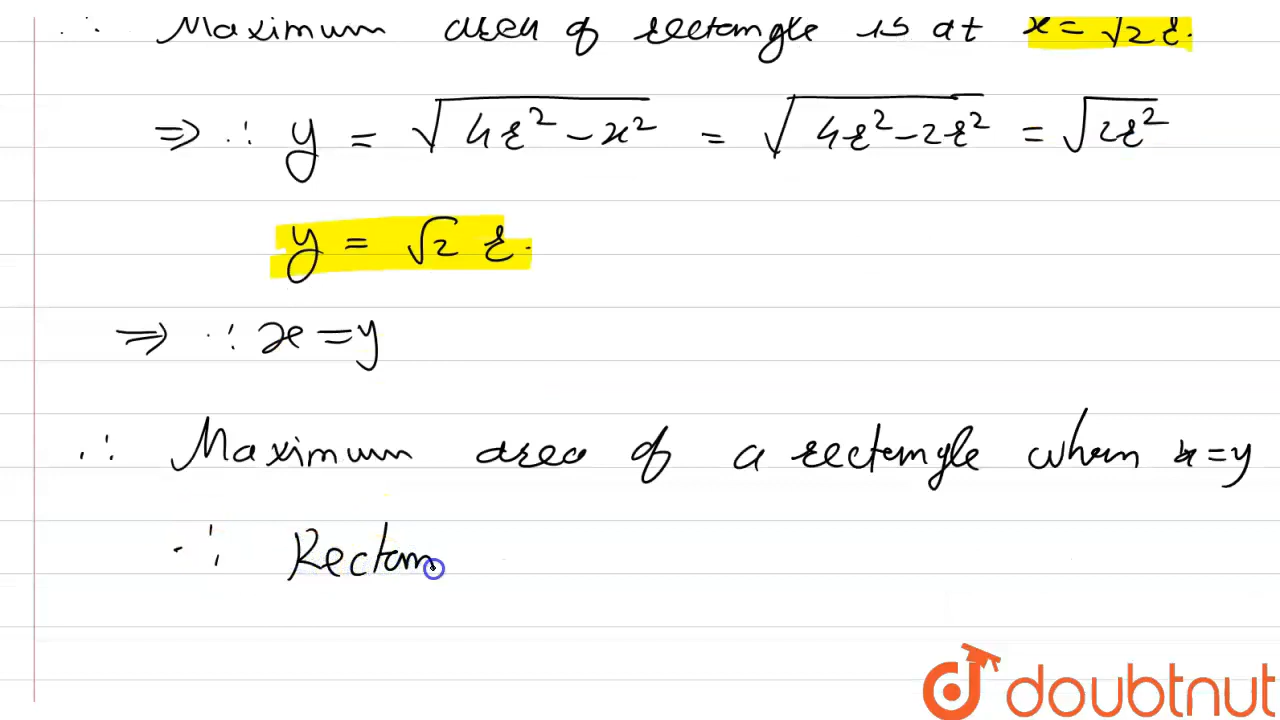 ∴ Maximum area of rectangle is at x = √2 r.
⇒ ∴ y = √(4r² - x²) = √(4r² - 2r²) = √(2r²)
y = √2 r.
⇒ ∴ x = y
∴ Maximum area of a rectangle when x = y
∴ Rectan
doubtnut